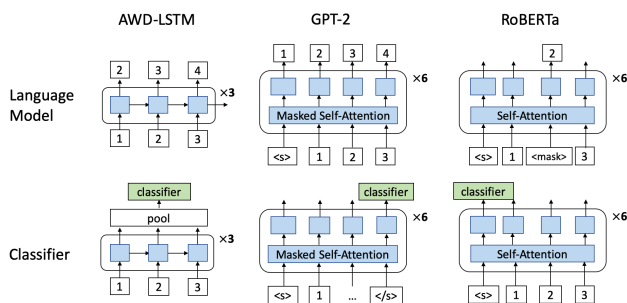 AWD-LSTM
GPT-2
RoBERTa
Language
Model
2 3 4
×3
1 2 3
1 2 3 4
×6
Masked Self-Attention
<s> 1 2 3
2
×6
Self-Attention
<s> 1 <mask> 3
Classifier
classifier
pool
×3
1 2 3
classifier
×6
Masked Self-Attention
<s> 1 ... </s>
classifier
×6
Self-Attention
<s> 1 2 3